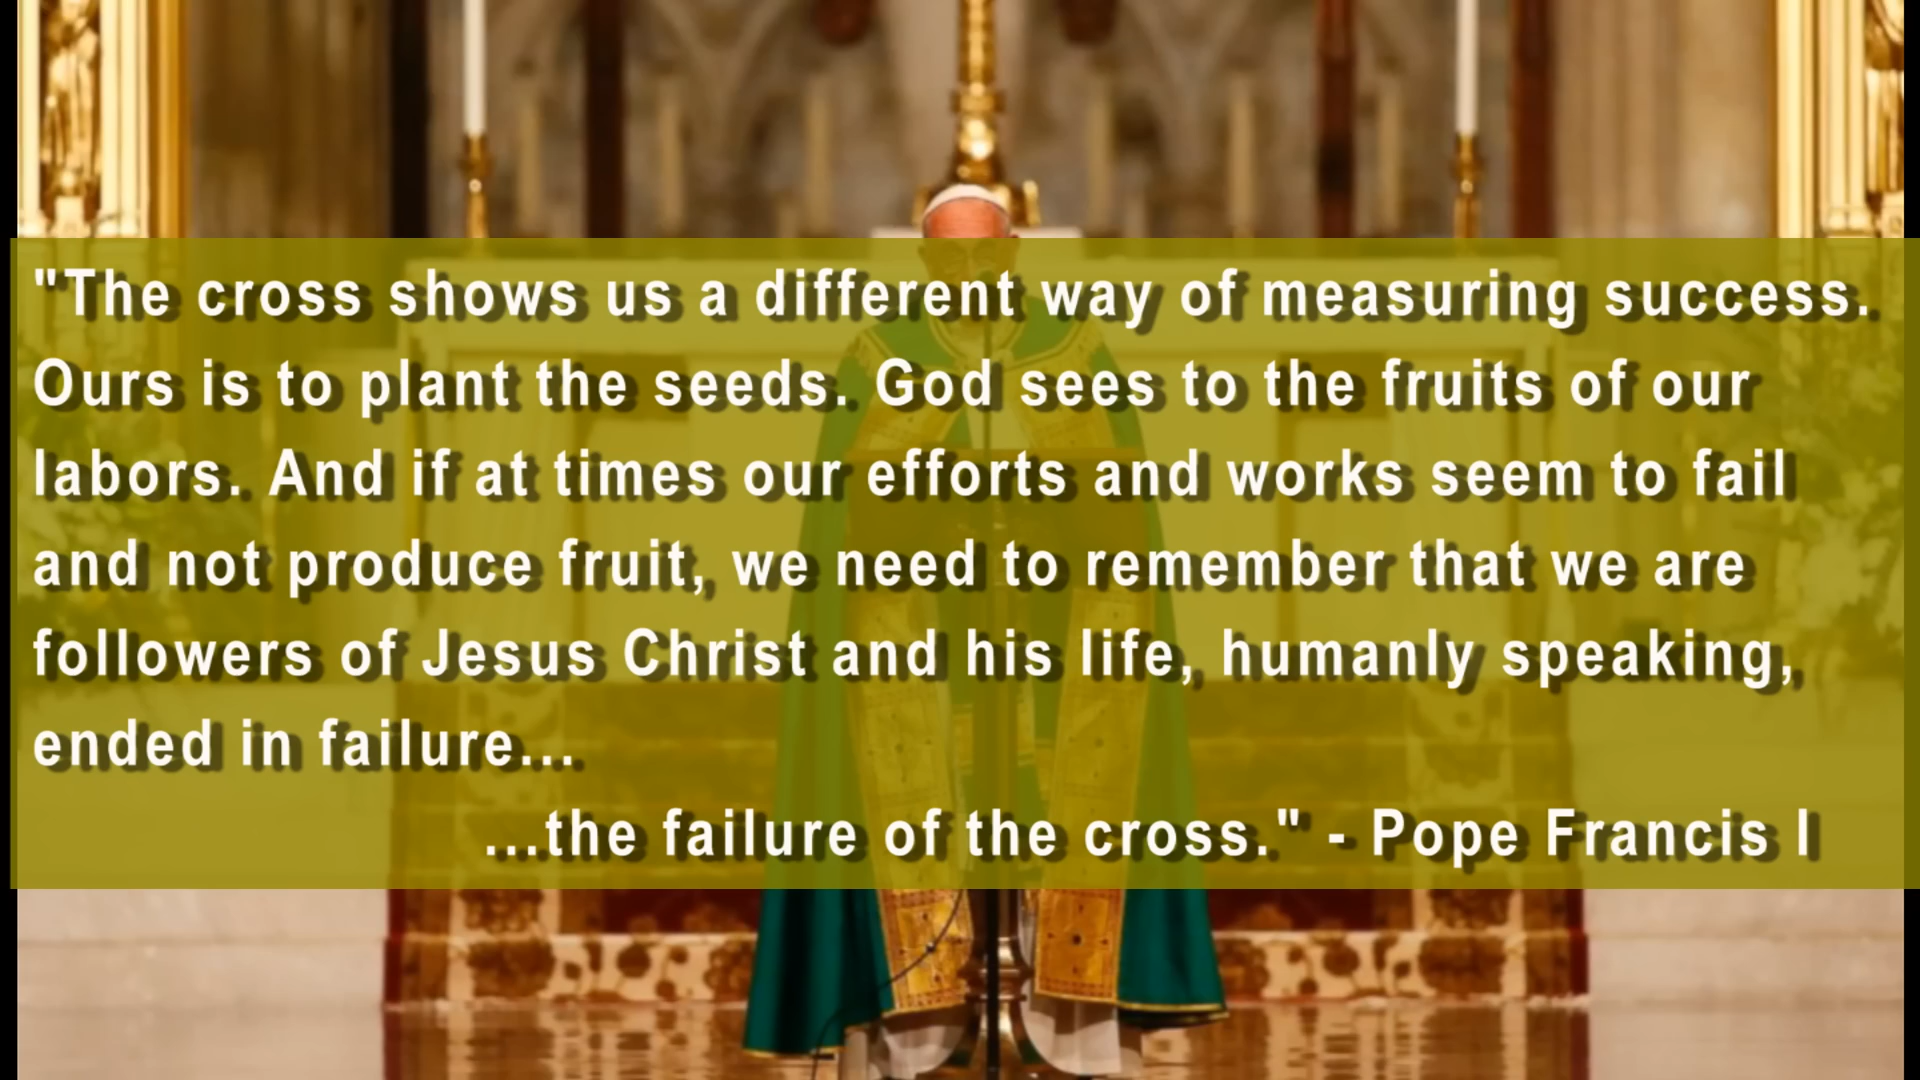 "The cross shows us a different way of measuring success.
Ours is to plant the seeds. God sees to the fruits of our
labors. And if at times our efforts and works seem to fail
and not produce fruit, we need to remember that we are
followers of Jesus Christ and his life, humanly speaking,
ended in failure...
...the failure of the cross." - Pope Francis I